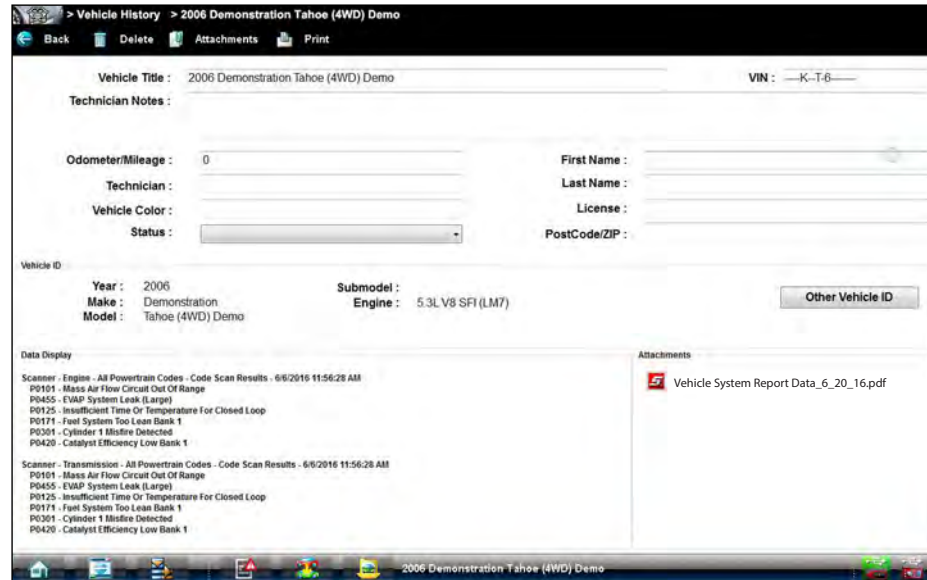 > Vehicle History > 2006 Demonstration Tahoe (4WD) Demo
Back Delete Attachments Print
Vehicle Title : 2006 Demonstration Tahoe (4WD) Demo VIN : ----K--T-6-------
Technician Notes :
Odometer/Mileage : 0 First Name :
Technician : Last Name :
Vehicle Color : License :
Status : PostCode/ZIP :
Vehicle ID
Year : 2006 Submodel :
Make : Demonstration Engine : 5.3L V8 SFI (LM7) Other Vehicle ID
Model : Tahoe (4WD) Demo
Data Display Attachments
Scanner - Engine - All Powertrain Codes - Code Scan Results - 6/6/2016 11:56:28 AM
P0101 - Mass Air Flow Circuit Out Of Range Vehicle System Report Data_6_20_16.pdf
P0455 - EVAP System Leak (Large)
P0125 - Insufficient Time Or Temperature For Closed Loop
P0171 - Fuel System Too Lean Bank 1
P0301 - Cylinder 1 Misfire Detected
P0420 - Catalyst Efficiency Low Bank 1
Scanner - Transmission - All Powertrain Codes - Code Scan Results - 6/6/2016 11:56:28 AM
P0101 - Mass Air Flow Circuit Out Of Range
P0455 - EVAP System Leak (Large)
P0125 - Insufficient Time Or Temperature For Closed Loop
P0171 - Fuel System Too Lean Bank 1
P0301 - Cylinder 1 Misfire Detected
P0420 - Catalyst Efficiency Low Bank 1
2006 Demonstration Tahoe (4WD) Demo